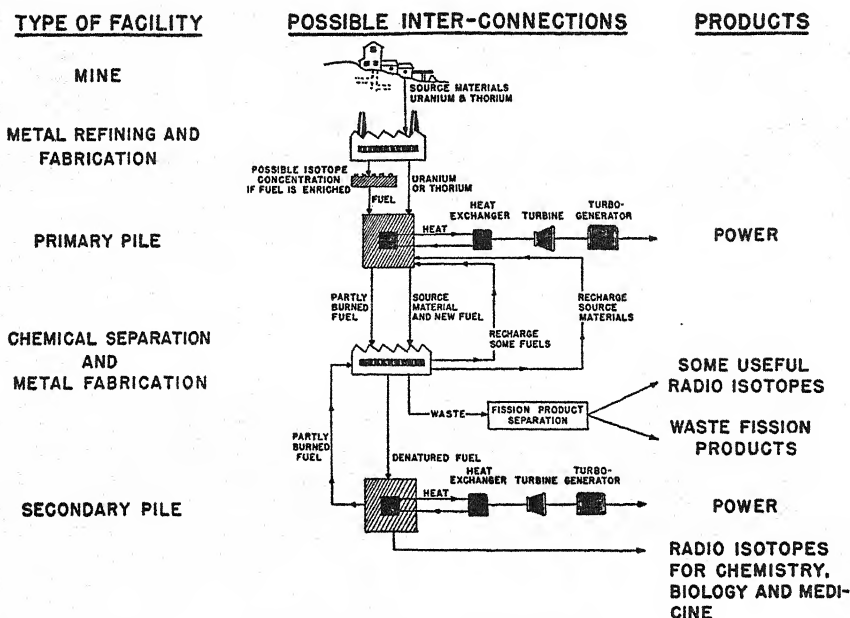 TYPE OF FACILITY
POSSIBLE INTER-CONNECTIONS
PRODUCTS
MINE
SOURCE MATERIALS
URANIUM & THORIUM
METAL REFINING AND
FABRICATION
POSSIBLE ISOTOPE
CONCENTRATION
IF FUEL IS ENRICHED
URANIUM
OR THORIUM
FUEL
PRIMARY PILE
HEAT
HEAT
EXCHANGER
TURBINE
TURBO-
GENERATOR
POWER
PARTLY
BURNED
FUEL
SOURCE
MATERIAL
AND NEW FUEL
RECHARGE
SOME FUELS
RECHARGE
SOURCE
MATERIALS
CHEMICAL SEPARATION
AND
METAL FABRICATION
WASTE
FISSION PRODUCT
SEPARATION
SOME USEFUL
RADIO ISOTOPES
WASTE FISSION
PRODUCTS
PARTLY
BURNED
FUEL
DENATURED FUEL
SECONDARY PILE
HEAT
HEAT
EXCHANGER
TURBINE
TURBO-
GENERATOR
POWER
RADIO ISOTOPES
FOR CHEMISTRY,
BIOLOGY AND MEDI-
CINE